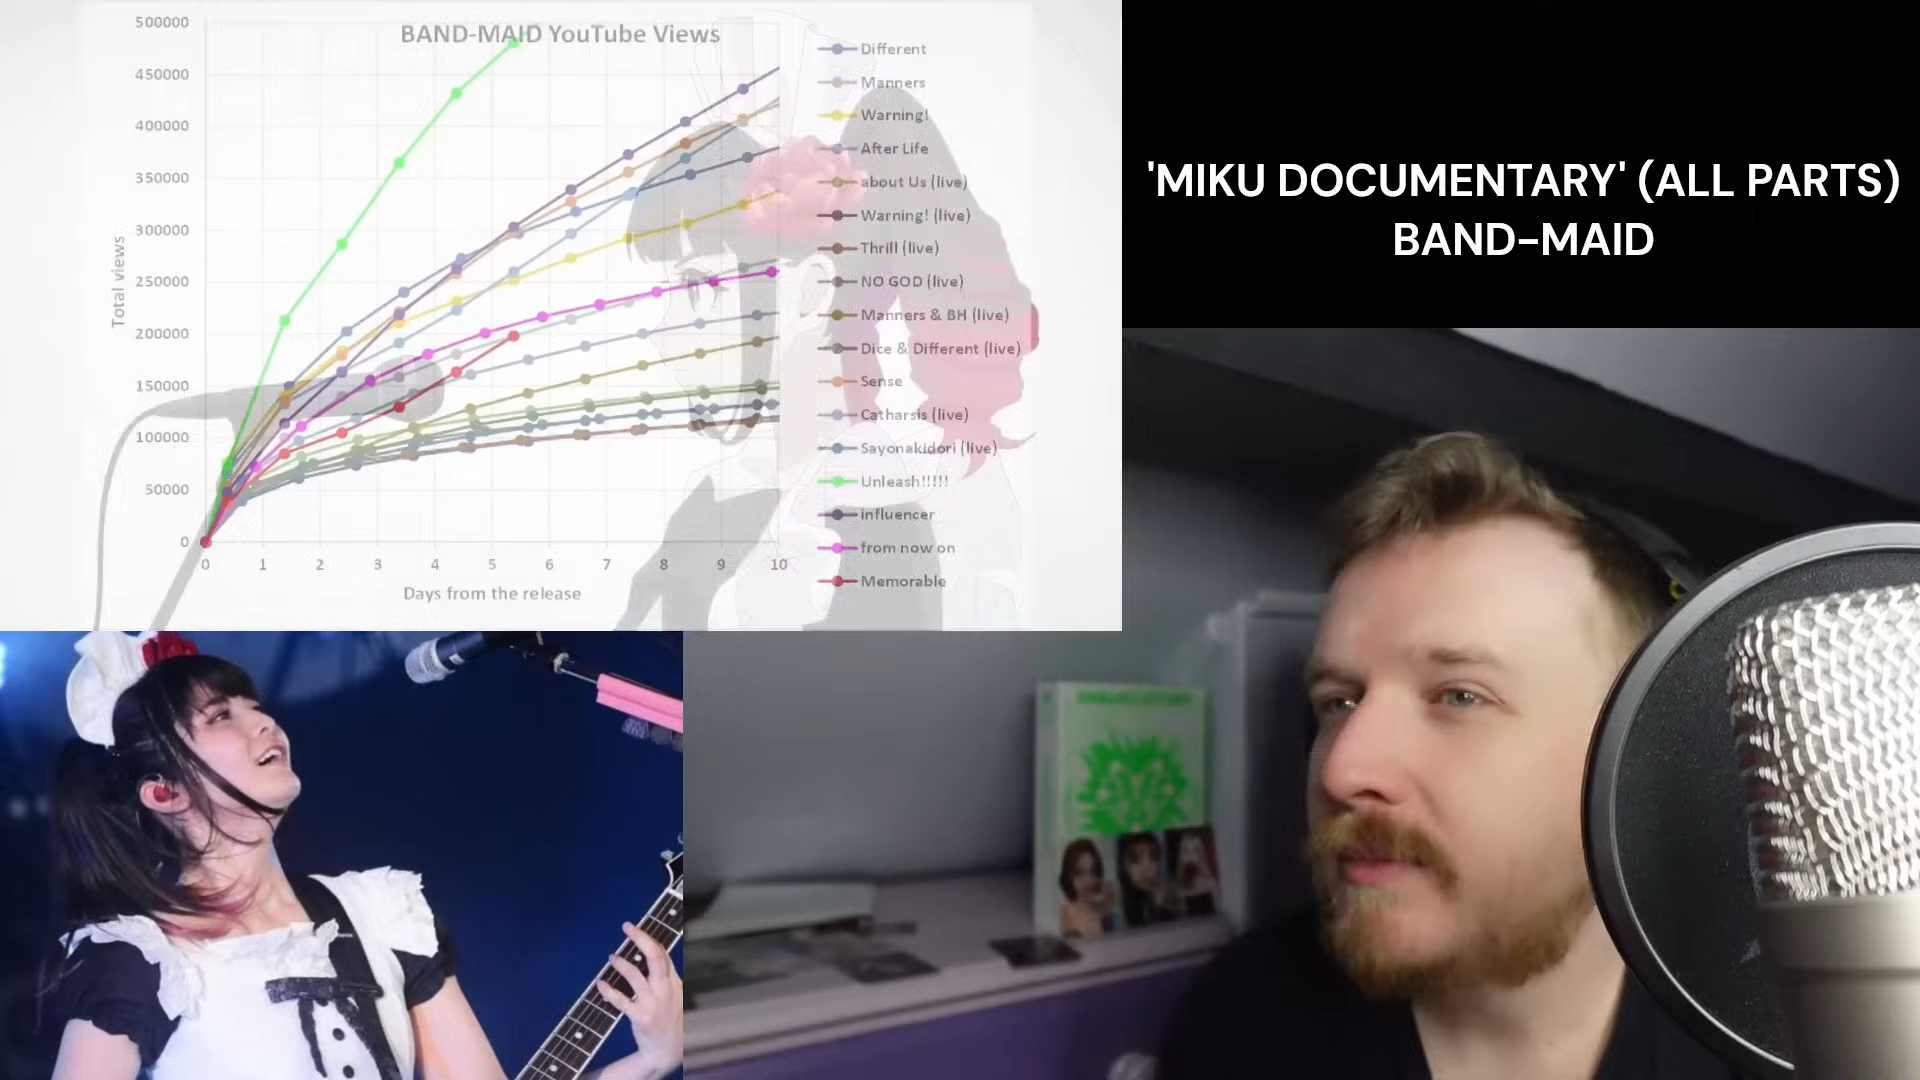 BAND-MAID YouTube Views
500000
450000
400000
350000
300000
250000
200000
150000
100000
50000
0
Total views
0 1 2 3 4 5 6 7 8 9 10
Days from the release
Different
Manners
Warning!
After Life
about Us (live)
Warning! (live)
Thrill (live)
NO GOD (live)
Manners & BH (live)
Dice & Different (live)
Sense
Catharsis (live)
Sayonakidori (live)
Unleash!!!!!
influencer
from now on
Memorable
'MIKU DOCUMENTARY' (ALL PARTS)
BAND-MAID